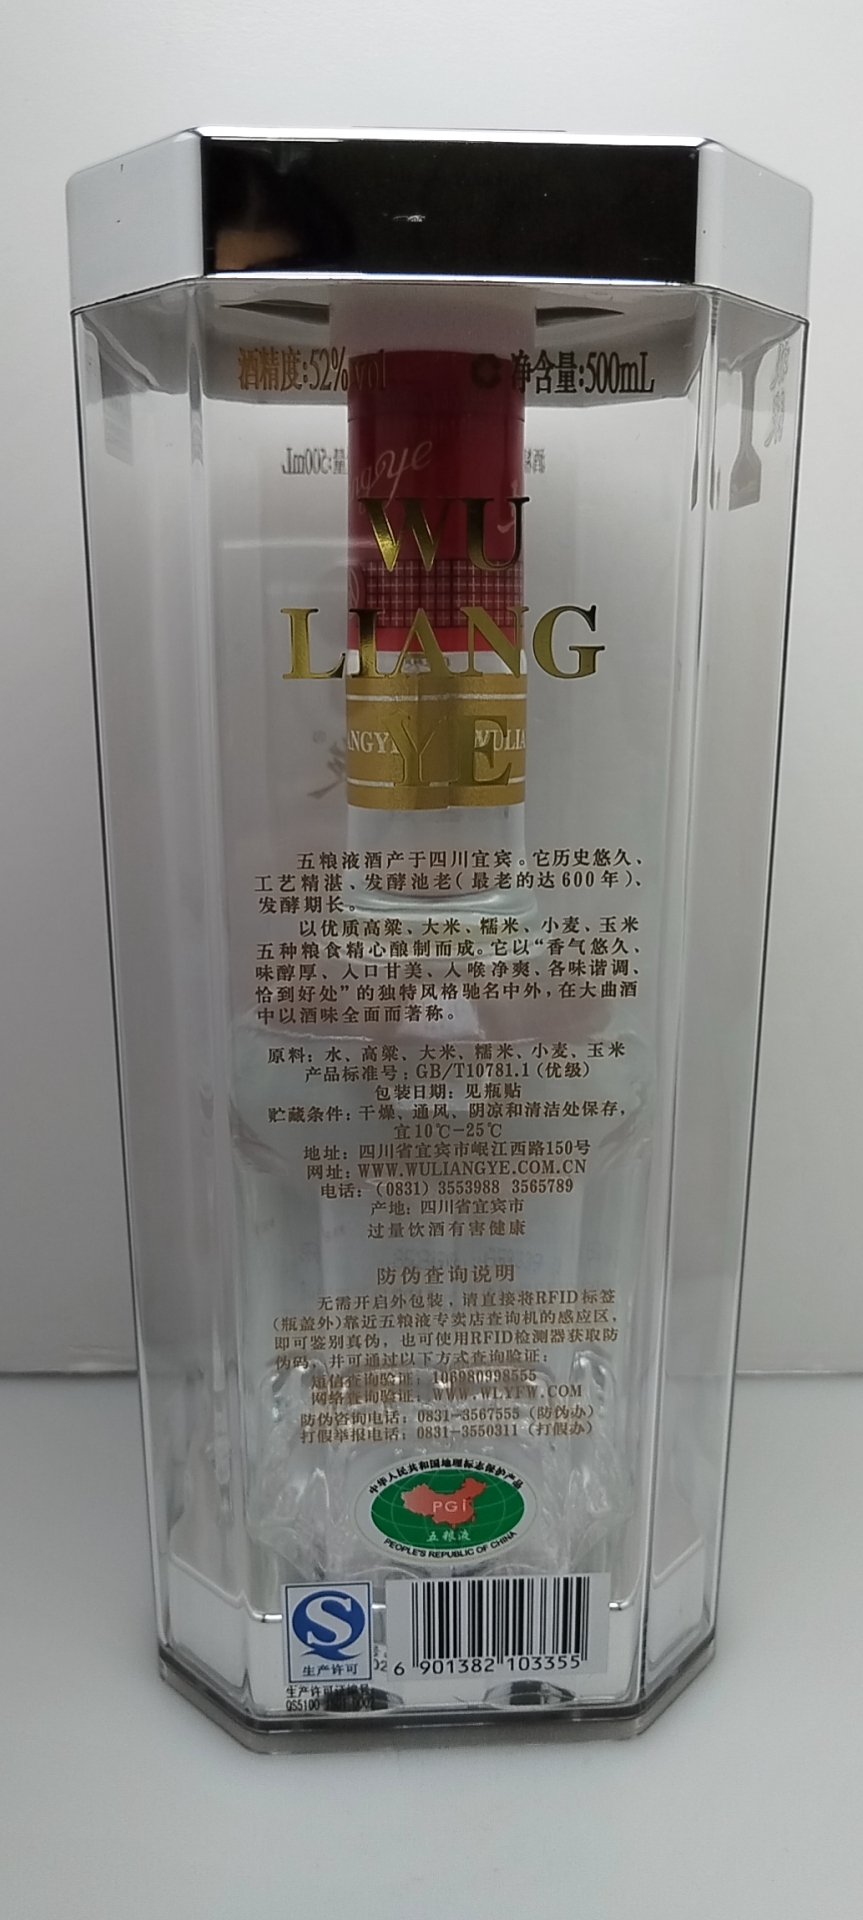 酒精度:52%vol 净含量:500mL
WU
LIANG
YE
ANGYE WULIA
五粮液酒产于四川宜宾。它历史悠久、
工艺精湛、发酵池老(最老的达600年)、
发酵期长。
以优质高粱、大米、糯米、小麦、玉米
五种粮食精心酿制而成。它以“香气悠久、
味醇厚、入口甘美、入喉净爽、各味谐调、
恰到好处”的独特风格驰名中外,在大曲酒
中以酒味全面而著称。
原料:水、高粱、大米、糯米、小麦、玉米
产品标准号:GB/T10781.1(优级)
包装日期:见瓶贴
贮藏条件:干燥、通风、阴凉和清洁处保存,
宜10℃-25℃
地址:四川省宜宾市岷江西路150号
网址:WWW.WULIANGYE.COM.CN
电话:(0831) 3553988 3565789
产地:四川省宜宾市
过量饮酒有害健康
防伪查询说明
无需开启外包装,请直接将RFID标签
(瓶盖外)靠近五粮液专卖店查询机的感应区,
即可鉴别真伪,也可使用RFID检测器获取防
伪码,并可通过以下方式查询验证:
短信查询验证:106980998555
网络查询验证:WWW.WLYFW.COM
防伪咨询电话:0831-3567555(防伪办)
打假举报电话:0831-3550311(打假办)
中华人民共和国地理标志保护产品
PGI
五粮液
PEOPLE'S REPUBLIC OF CHINA
生产许可
6 901382 103355
生产许可证编号:
QS5100